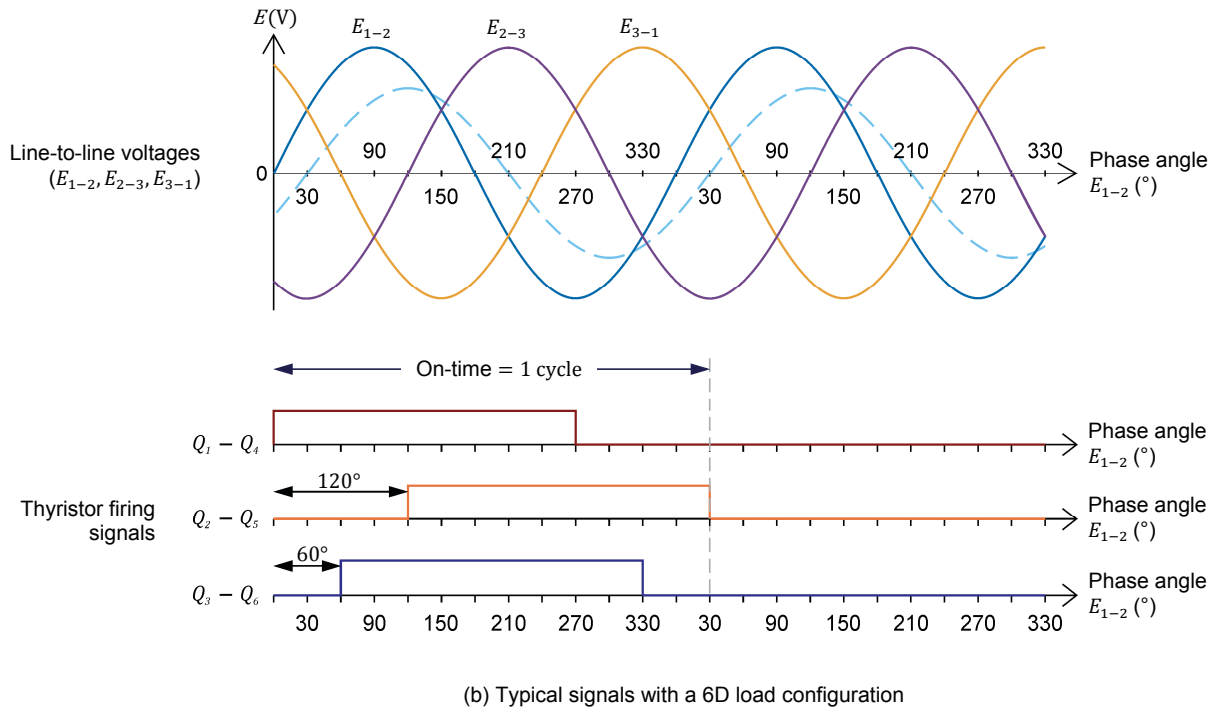 E(V)
E₁₋₂ E₂₋₃ E₃₋₁
Line-to-line voltages
(E₁₋₂, E₂₋₃, E₃₋₁)
90 210 330 90 210 330
0
30 150 270 30 150 270
Phase angle
E₁₋₂ (°)
On-time = 1 cycle
Thyristor firing
signals
Q₁ − Q₄
Phase angle
E₁₋₂ (°)
120°
Q₂ − Q₅
Phase angle
E₁₋₂ (°)
60°
Q₃ − Q₆
Phase angle
E₁₋₂ (°)
30 90 150 210 270 330 30 90 150 210 270 330
(b) Typical signals with a 6D load configuration